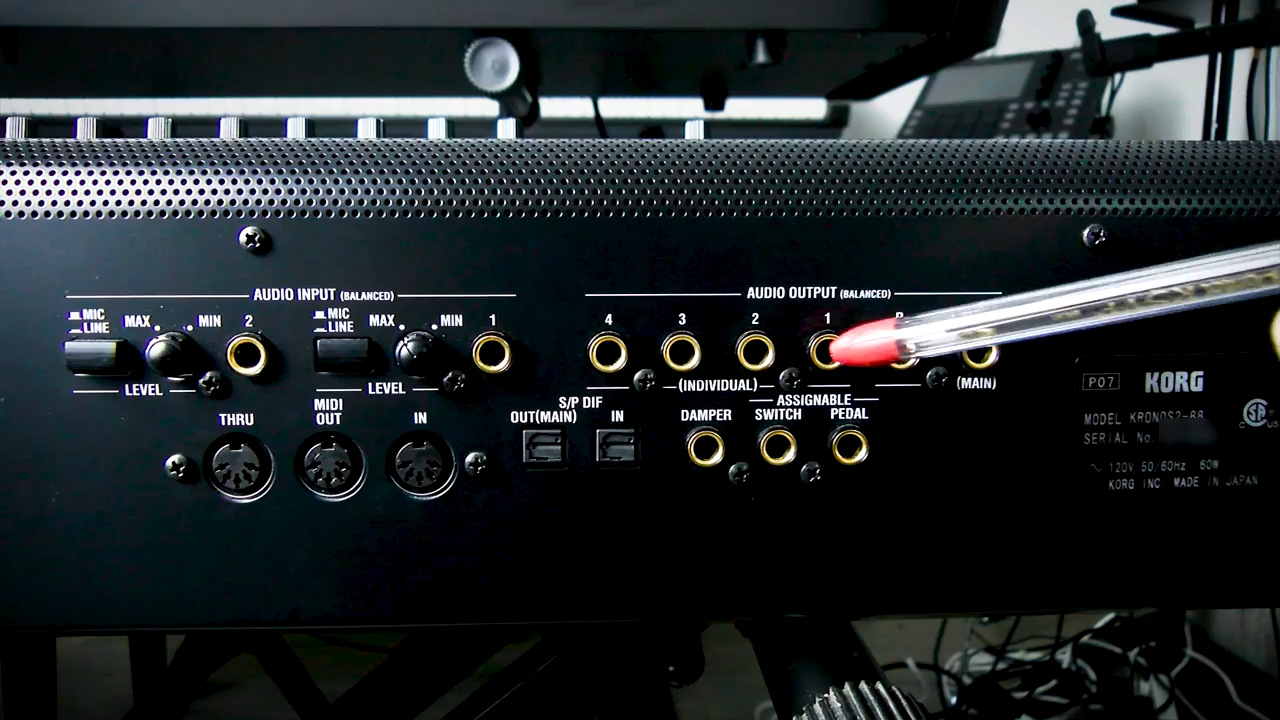 AUDIO INPUT (BALANCED)
AUDIO OUTPUT (BALANCED)
MIC
LINE
MAX
MIN
2
MIC
LINE
MAX
MIN
1
4
3
2
1
LEVEL
LEVEL
(INDIVIDUAL)
(MAIN)
THRU
MIDI
OUT
IN
S/P DIF
OUT(MAIN)
IN
ASSIGNABLE
DAMPER
SWITCH
PEDAL
P07
KORG
MODEL KRONOS2-88
SERIAL No.
120V 50/60Hz 60W
KORG INC. MADE IN JAPAN
C US